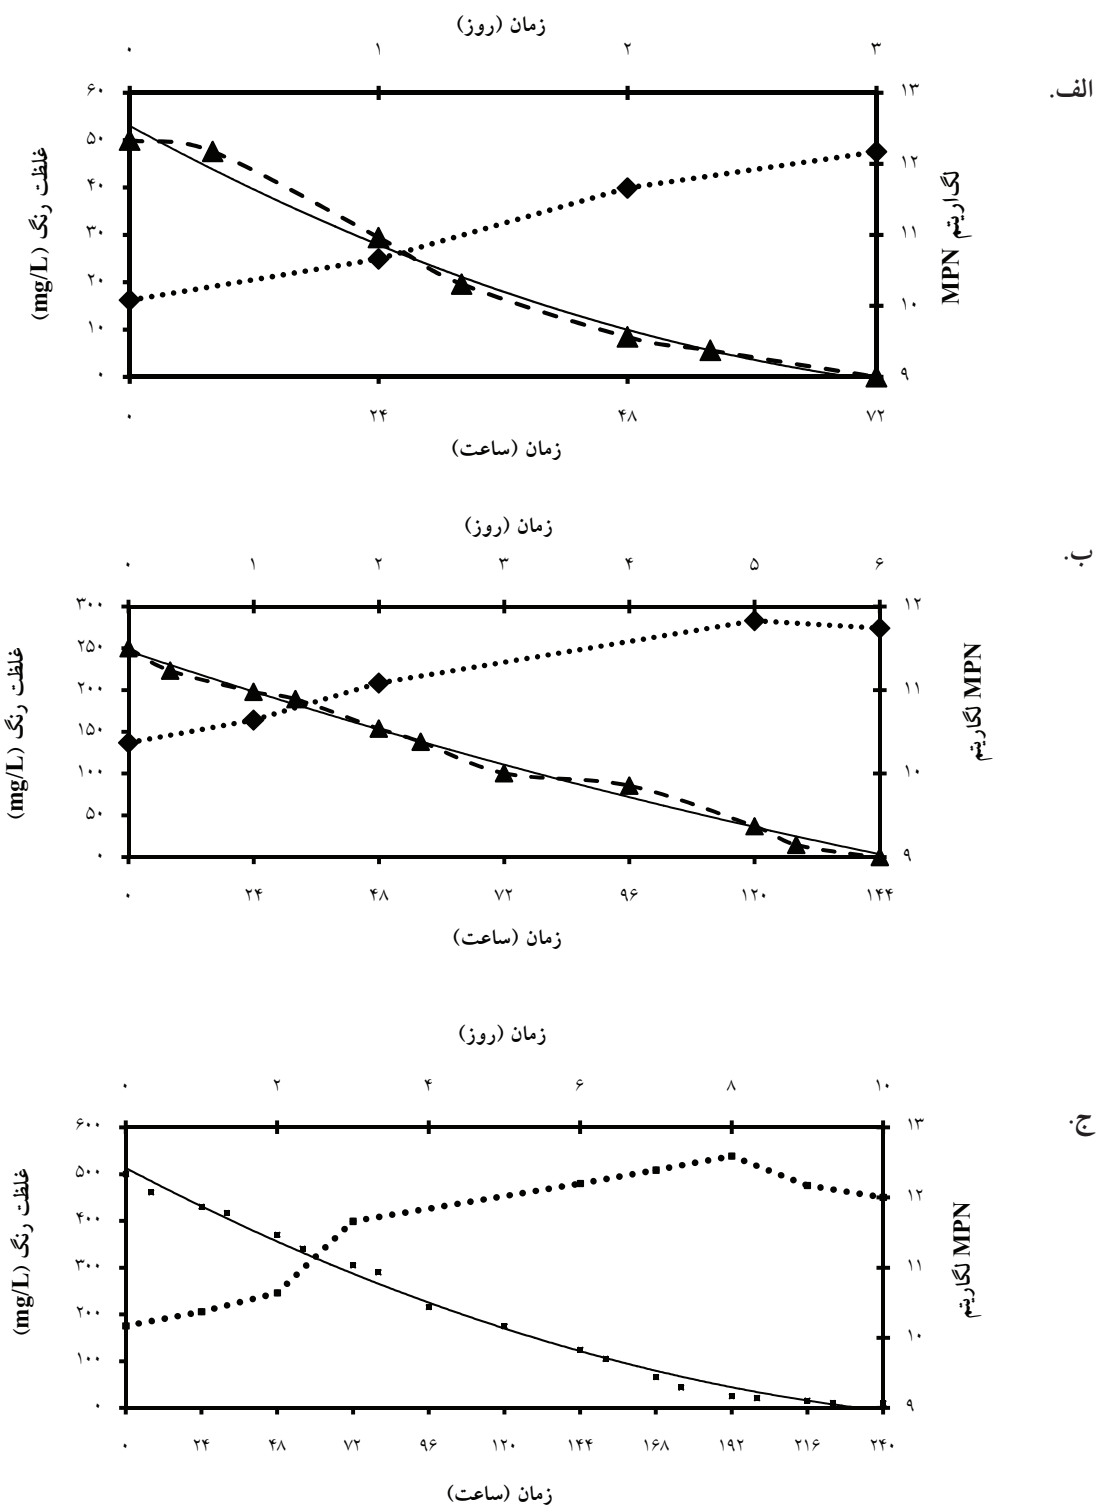 الف.
زمان (روز)
۰ ۱ ۲ ۳
۶۰ ۱۳
۵۰
۱۲
۴۰
۳۰ ۱۱
۲۰
۱۰
۱۰
۰ ۹
غلظت رنگ (mg/L)
لگاریتم MPN
۰ ۲۴ ۴۸ ۷۲
زمان (ساعت)
ب.
زمان (روز)
۰ ۱ ۲ ۳ ۴ ۵ ۶
۳۰۰ ۱۲
۲۵۰
۲۰۰ ۱۱
۱۵۰
۱۰۰ ۱۰
۵۰
۰ ۹
غلظت رنگ (mg/L)
لگاریتم MPN
۰ ۲۴ ۴۸ ۷۲ ۹۶ ۱۲۰ ۱۴۴
زمان (ساعت)
ج.
زمان (روز)
۰ ۲ ۴ ۶ ۸ ۱۰
۶۰۰ ۱۳
۵۰۰
۱۲
۴۰۰
۳۰۰ ۱۱
۲۰۰
۱۰
۱۰۰
۰ ۹
غلظت رنگ (mg/L)
لگاریتم MPN
۰ ۲۴ ۴۸ ۷۲ ۹۶ ۱۲۰ ۱۴۴ ۱۶۸ ۱۹۲ ۲۱۶ ۲۴۰
زمان (ساعت)